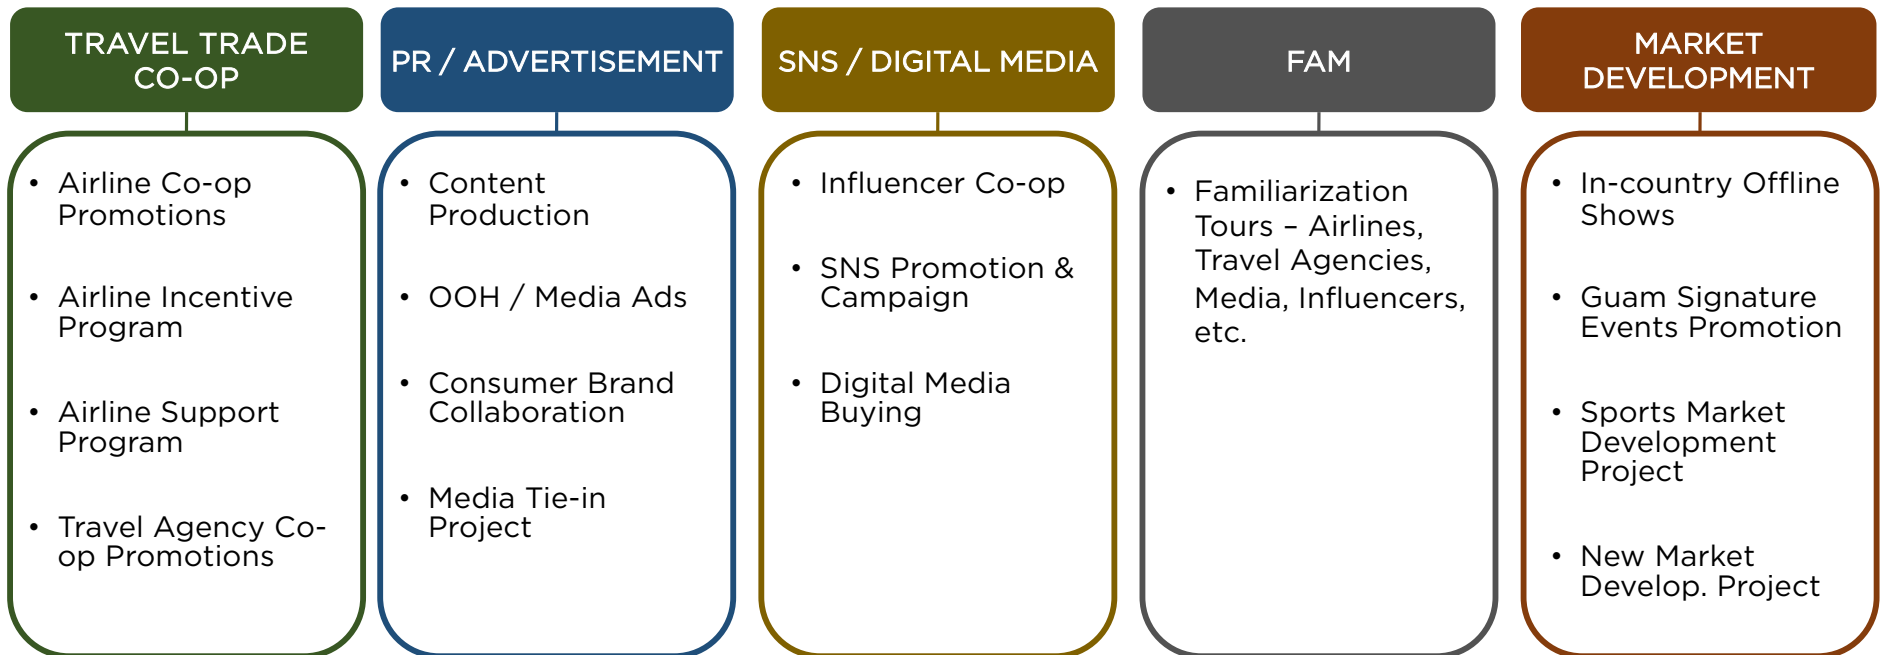 TRAVEL TRADE
CO-OP
• Airline Co-op
Promotions
• Airline Incentive
Program
• Airline Support
Program
• Travel Agency Co-
op Promotions
PR / ADVERTISEMENT
• Content
Production
• OOH / Media Ads
• Consumer Brand
Collaboration
• Media Tie-in
Project
SNS / DIGITAL MEDIA
• Influencer Co-op
• SNS Promotion &
Campaign
• Digital Media
Buying
FAM
• Familiarization
Tours – Airlines,
Travel Agencies,
Media, Influencers,
etc.
MARKET
DEVELOPMENT
• In-country Offline
Shows
• Guam Signature
Events Promotion
• Sports Market
Development
Project
• New Market
Develop. Project